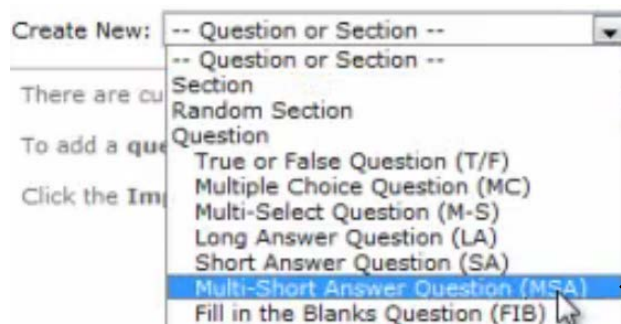 Create New: -- Question or Section --
-- Question or Section --
Section
Random Section
Question
True or False Question (T/F)
Multiple Choice Question (MC)
Multi-Select Question (M-S)
Long Answer Question (LA)
Short Answer Question (SA)
Multi-Short Answer Question (MSA)
Fill in the Blanks Question (FIB)
There are cu
To add a que
Click the Im